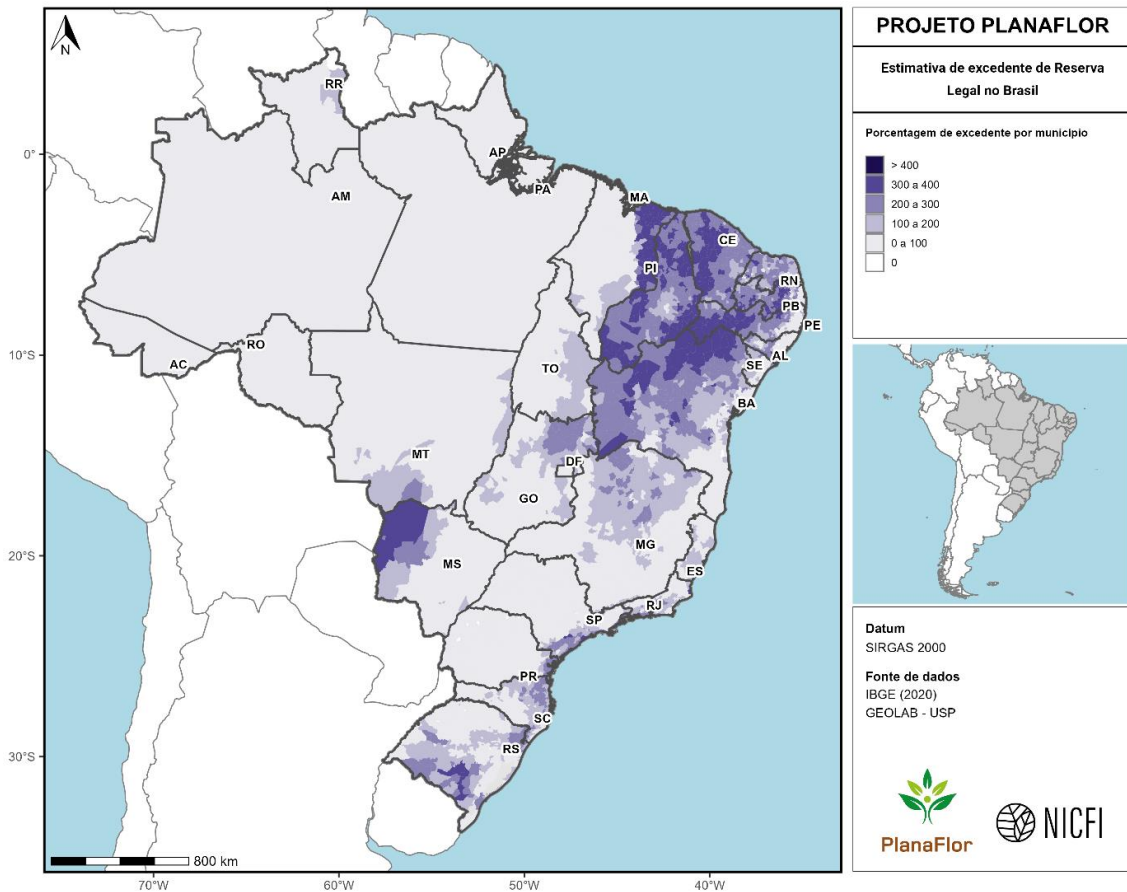 N
RR
AP
AM
PA
MA
CE
PI
RN
PB
PE
AL
SE
BA
AC
RO
TO
MT
DF
GO
MG
ES
MS
RJ
SP
PR
SC
RS
0°
10°S
20°S
30°S
800 km
70°W
60°W
50°W
40°W
PROJETO PLANAFLOR
Estimativa de excedente de Reserva
Legal no Brasil
Porcentagem de excedente por município
> 400
300 a 400
200 a 300
100 a 200
0 a 100
0
Datum
SIRGAS 2000
Fonte de dados
IBGE (2020)
GEOLAB - USP
PlanaFlor
NICFI